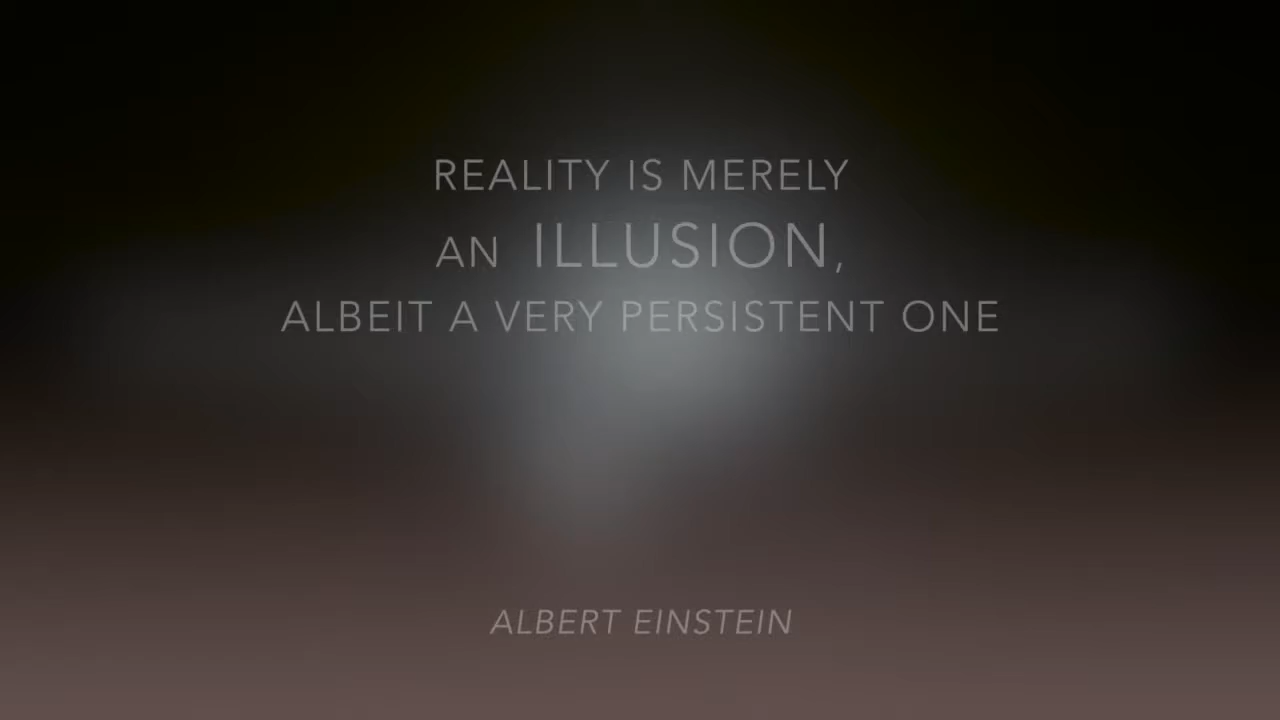 REALITY IS MERELY
AN ILLUSION,
ALBEIT A VERY PERSISTENT ONE
ALBERT EINSTEIN